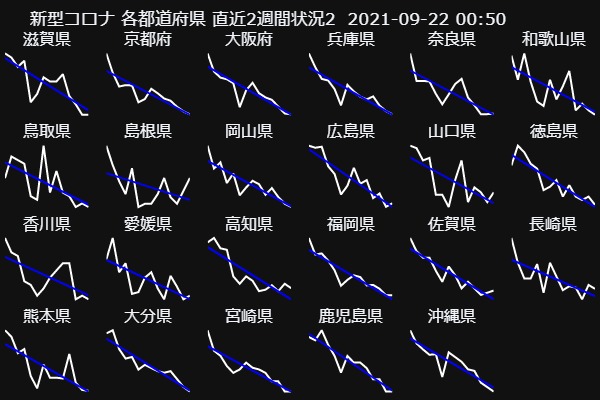 新型コロナ 各都道府県 直近2週間状況2 2021-09-22 00:50
滋賀県 京都府 大阪府 兵庫県 奈良県 和歌山県
鳥取県 島根県 岡山県 広島県 山口県 徳島県
香川県 愛媛県 高知県 福岡県 佐賀県 長崎県
熊本県 大分県 宮崎県 鹿児島県 沖縄県